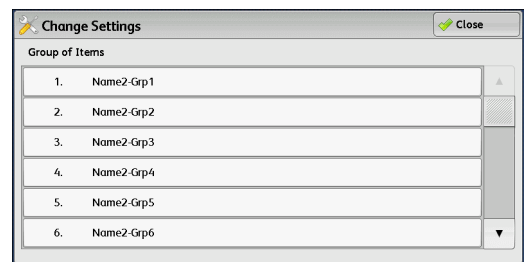 Change Settings
Close
Group of Items
1. Name2-Grp1
2. Name2-Grp2
3. Name2-Grp3
4. Name2-Grp4
5. Name2-Grp5
6. Name2-Grp6